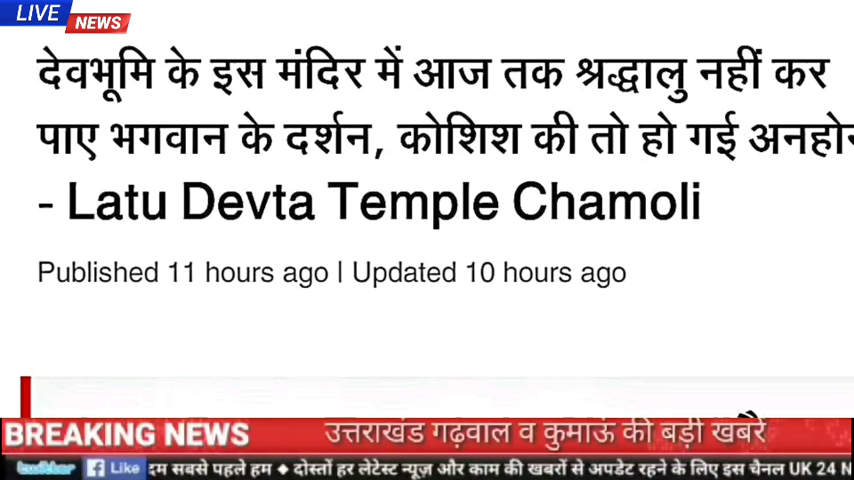 LIVE
NEWS
देवभूमि के इस मंदिर में आज तक श्रद्धालु नहीं कर
पाए भगवान के दर्शन, कोशिश की तो हो गई
- Latu Devta Temple Chamoli
Published 11 hours ago | Updated 10 hours ago
BREAKING NEWS
उत्तराखंड गढ़वाल व कुमाऊं की बड़ी खबरें
twitter Like सबसे पहले हम ◆ दोस्तों हर लेटेस्ट न्यूज़ और काम की खबरों से अपडेट रहने के लिए इस चैनल UK 24 N